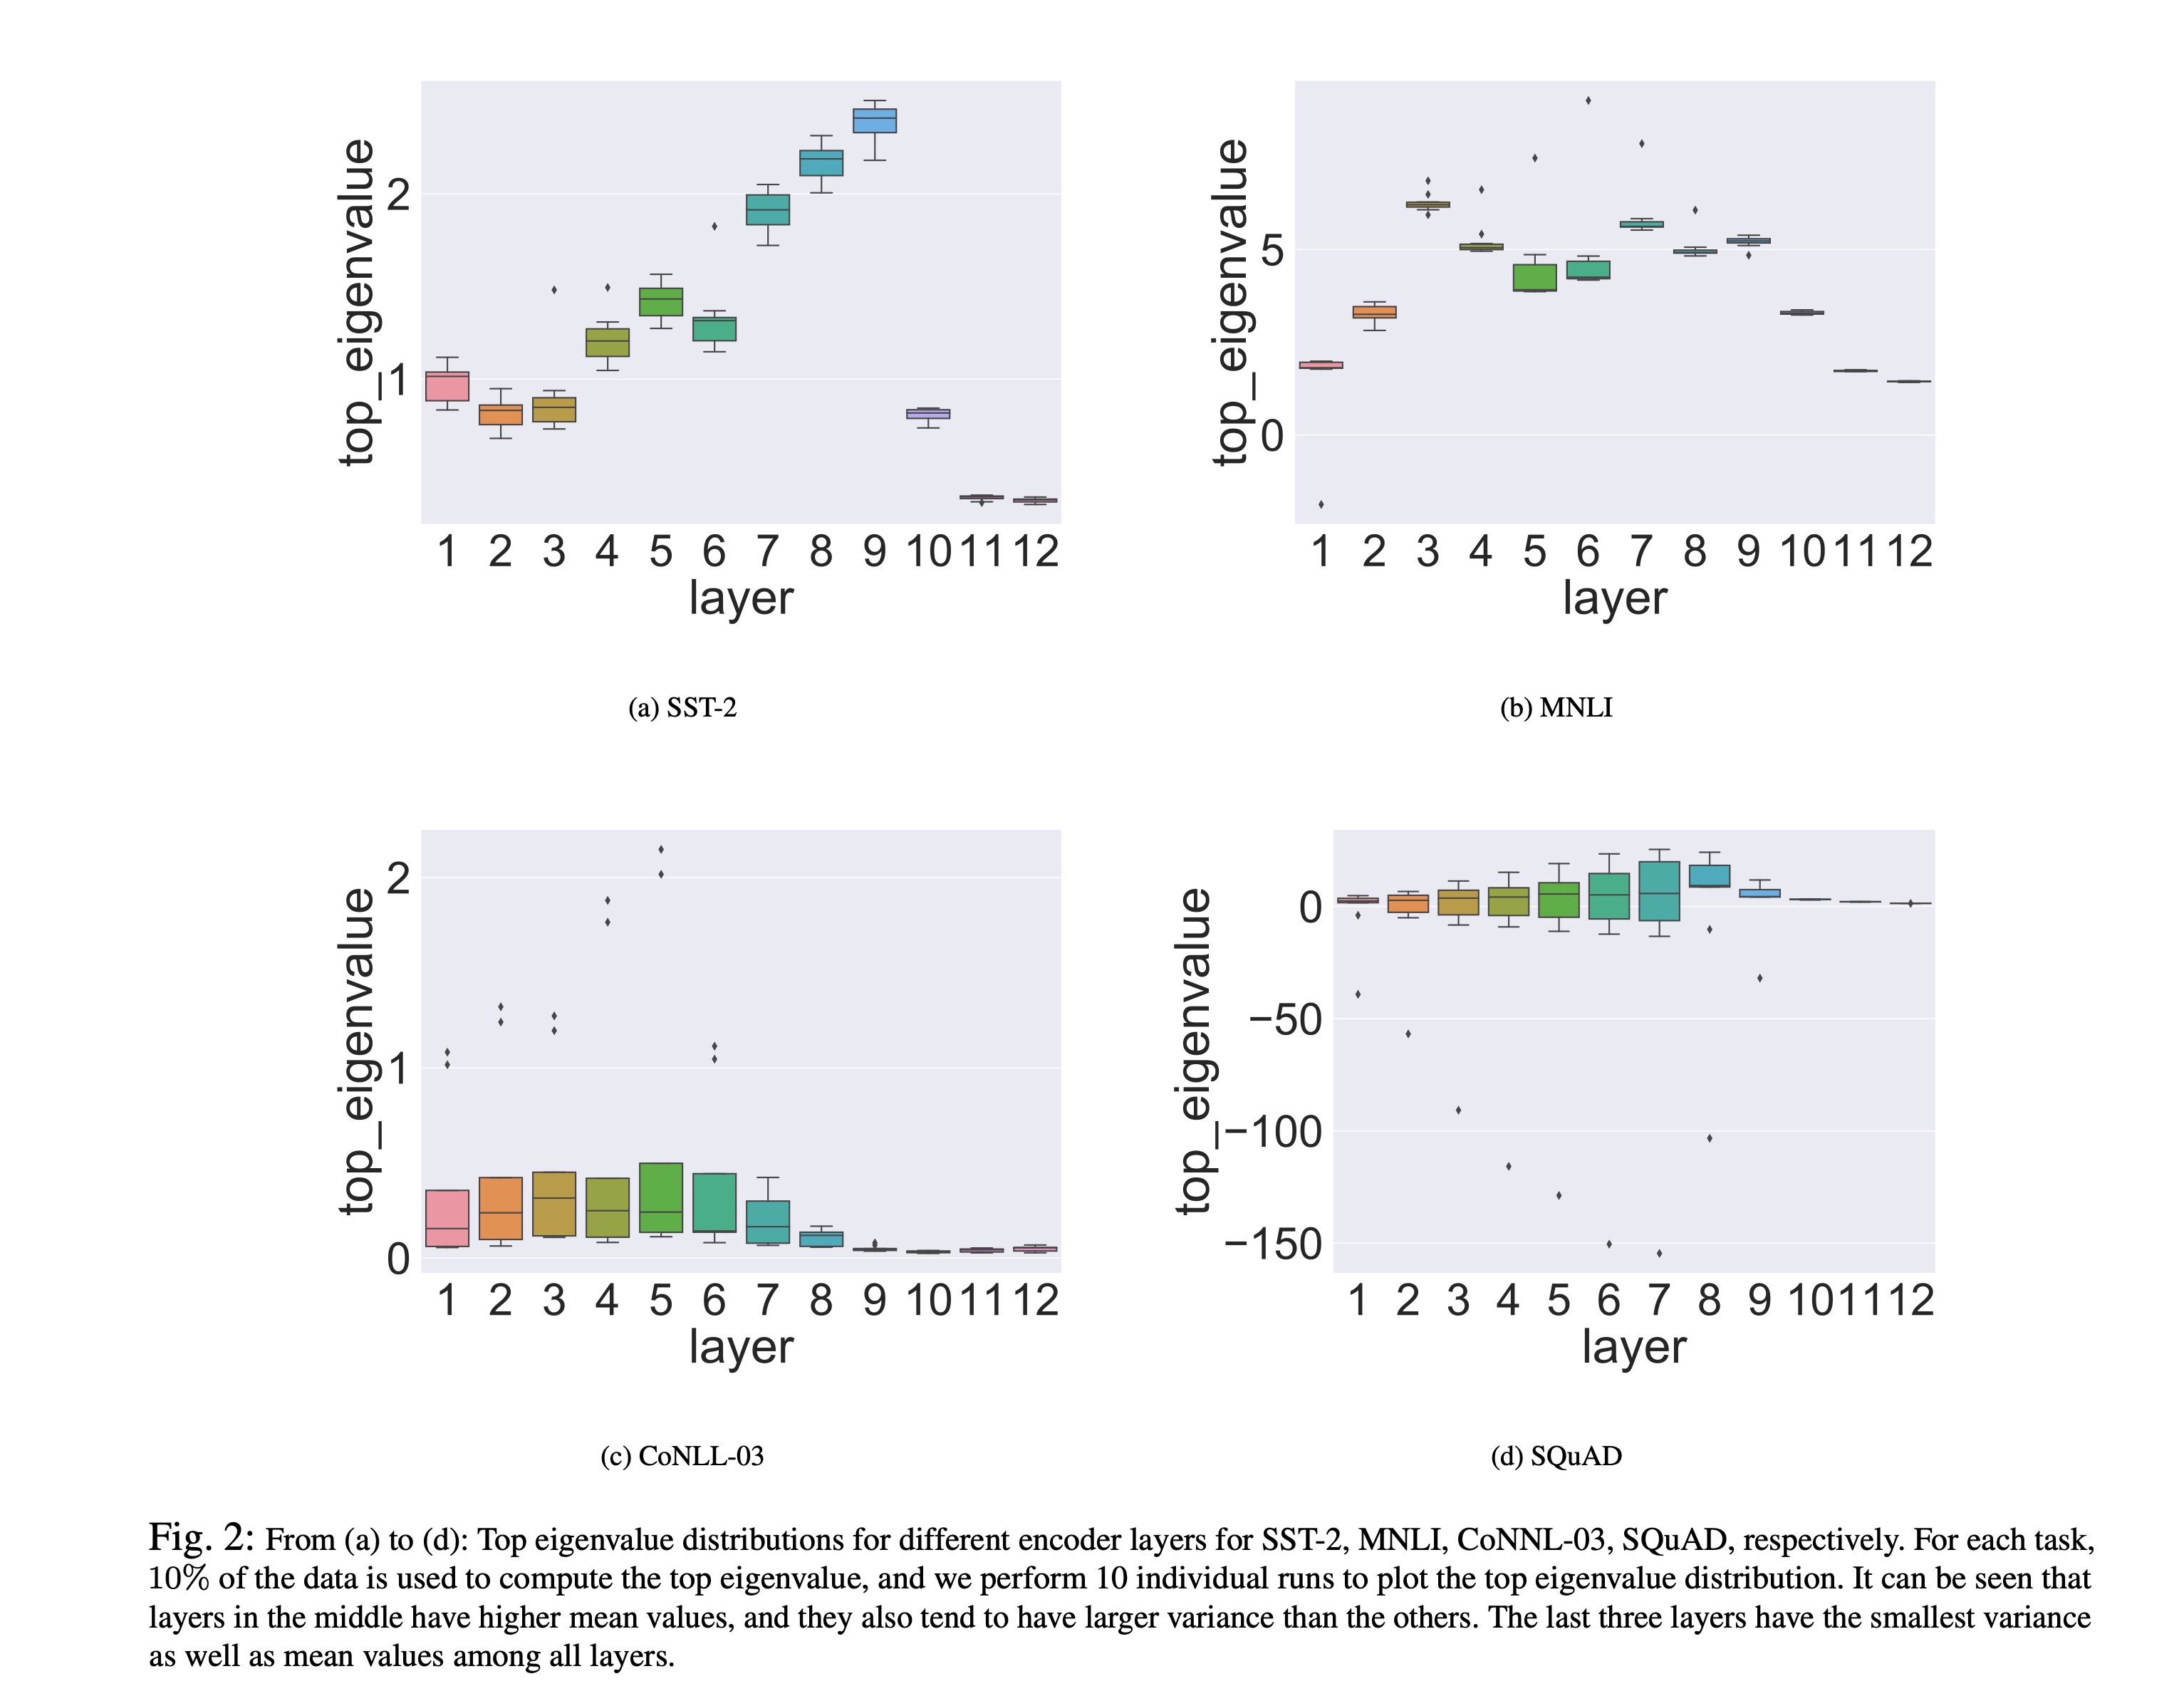 top_eigenvalue
2
1
1 2 3 4 5 6 7 8 9 10 11 12
layer
(a) SST-2
top_eigenvalue
5
0
1 2 3 4 5 6 7 8 9 10 11 12
layer
(b) MNLI
top_eigenvalue
2
1
0
1 2 3 4 5 6 7 8 9 10 11 12
layer
(c) CoNLL-03
top_eigenvalue
0
−50
−100
−150
1 2 3 4 5 6 7 8 9 10 11 12
layer
(d) SQuAD
Fig. 2: From (a) to (d): Top eigenvalue distributions for different encoder layers for SST-2, MNLI, CoNNL-03, SQuAD, respectively. For each task,
10% of the data is used to compute the top eigenvalue, and we perform 10 individual runs to plot the top eigenvalue distribution. It can be seen that
layers in the middle have higher mean values, and they also tend to have larger variance than the others. The last three layers have the smallest variance
as well as mean values among all layers.